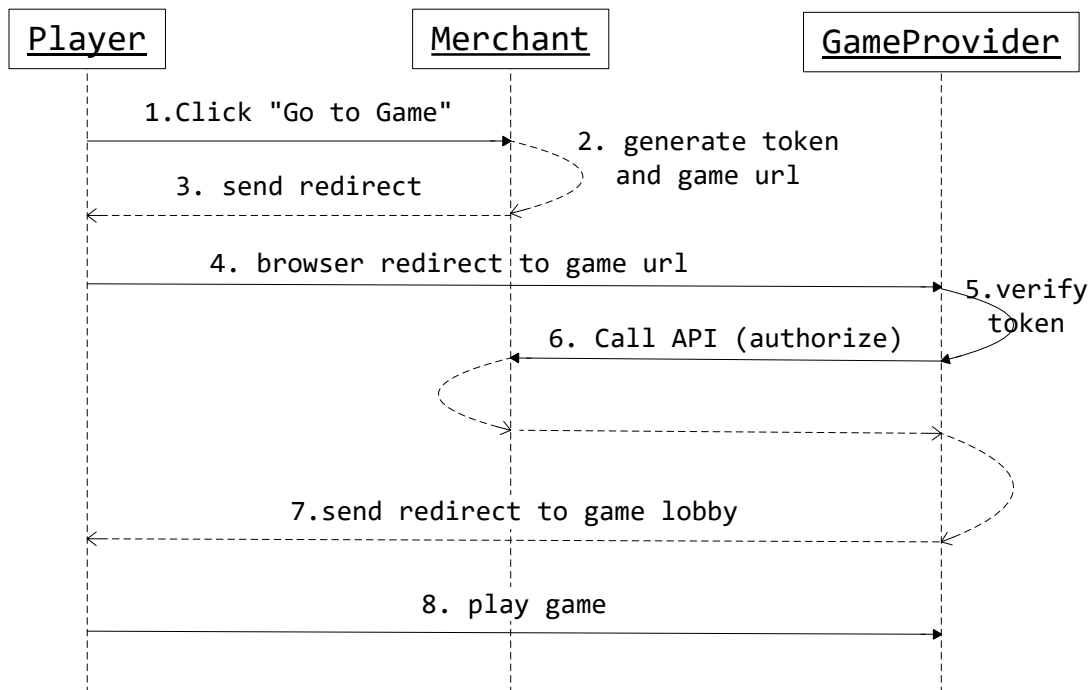 Player
Merchant
GameProvider
1.Click "Go to Game"
2. generate token
and game url
3. send redirect
4. browser redirect to game url
5.verify
token
6. Call API (authorize)
7.send redirect to game lobby
8. play game